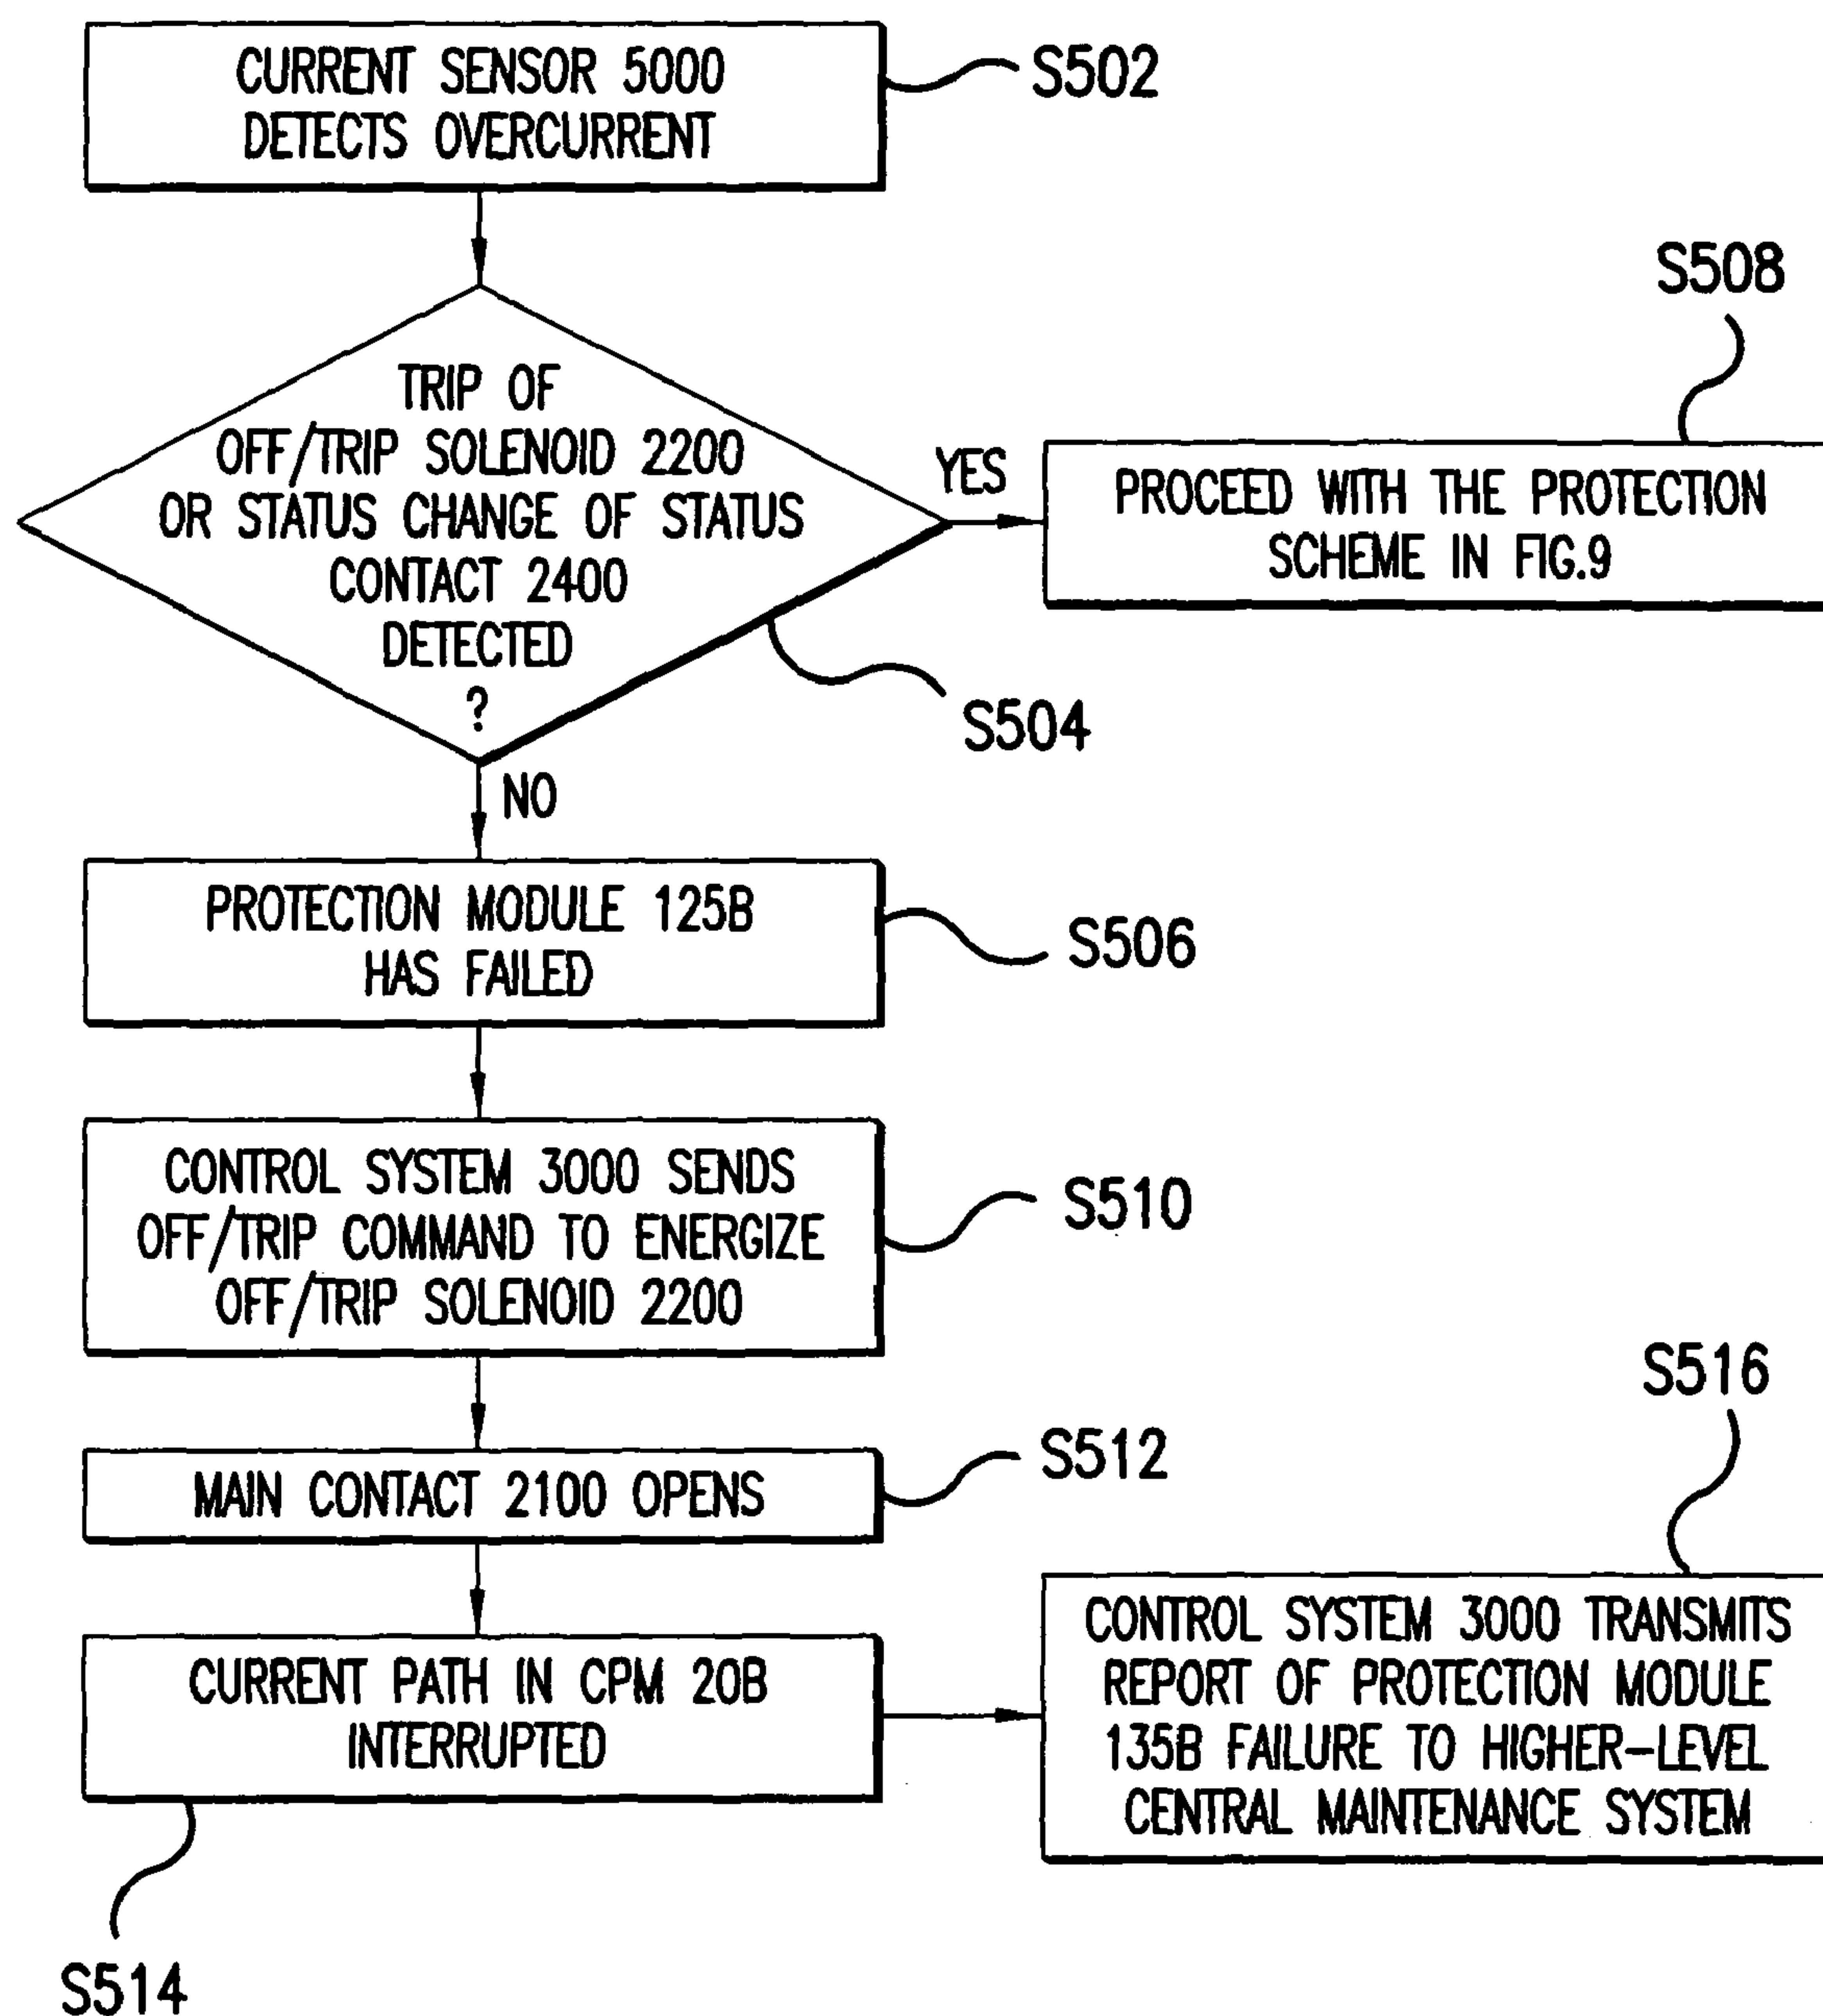 CURRENT SENSOR 5000
DETECTS OVERCURRENT
S502
TRIP OF
OFF/TRIP SOLENOID 2200
OR STATUS CHANGE OF STATUS
CONTACT 2400
DETECTED
?
S504
YES
S508
PROCEED WITH THE PROTECTION
SCHEME IN FIG.9
NO
PROTECTION MODULE 125B
HAS FAILED
S506
CONTROL SYSTEM 3000 SENDS
OFF/TRIP COMMAND TO ENERGIZE
OFF/TRIP SOLENOID 2200
S510
MAIN CONTACT 2100 OPENS
S512
CURRENT PATH IN CPM 20B
INTERRUPTED
S514
S516
CONTROL SYSTEM 3000 TRANSMITS
REPORT OF PROTECTION MODULE
135B FAILURE TO HIGHER-LEVEL
CENTRAL MAINTENANCE SYSTEM